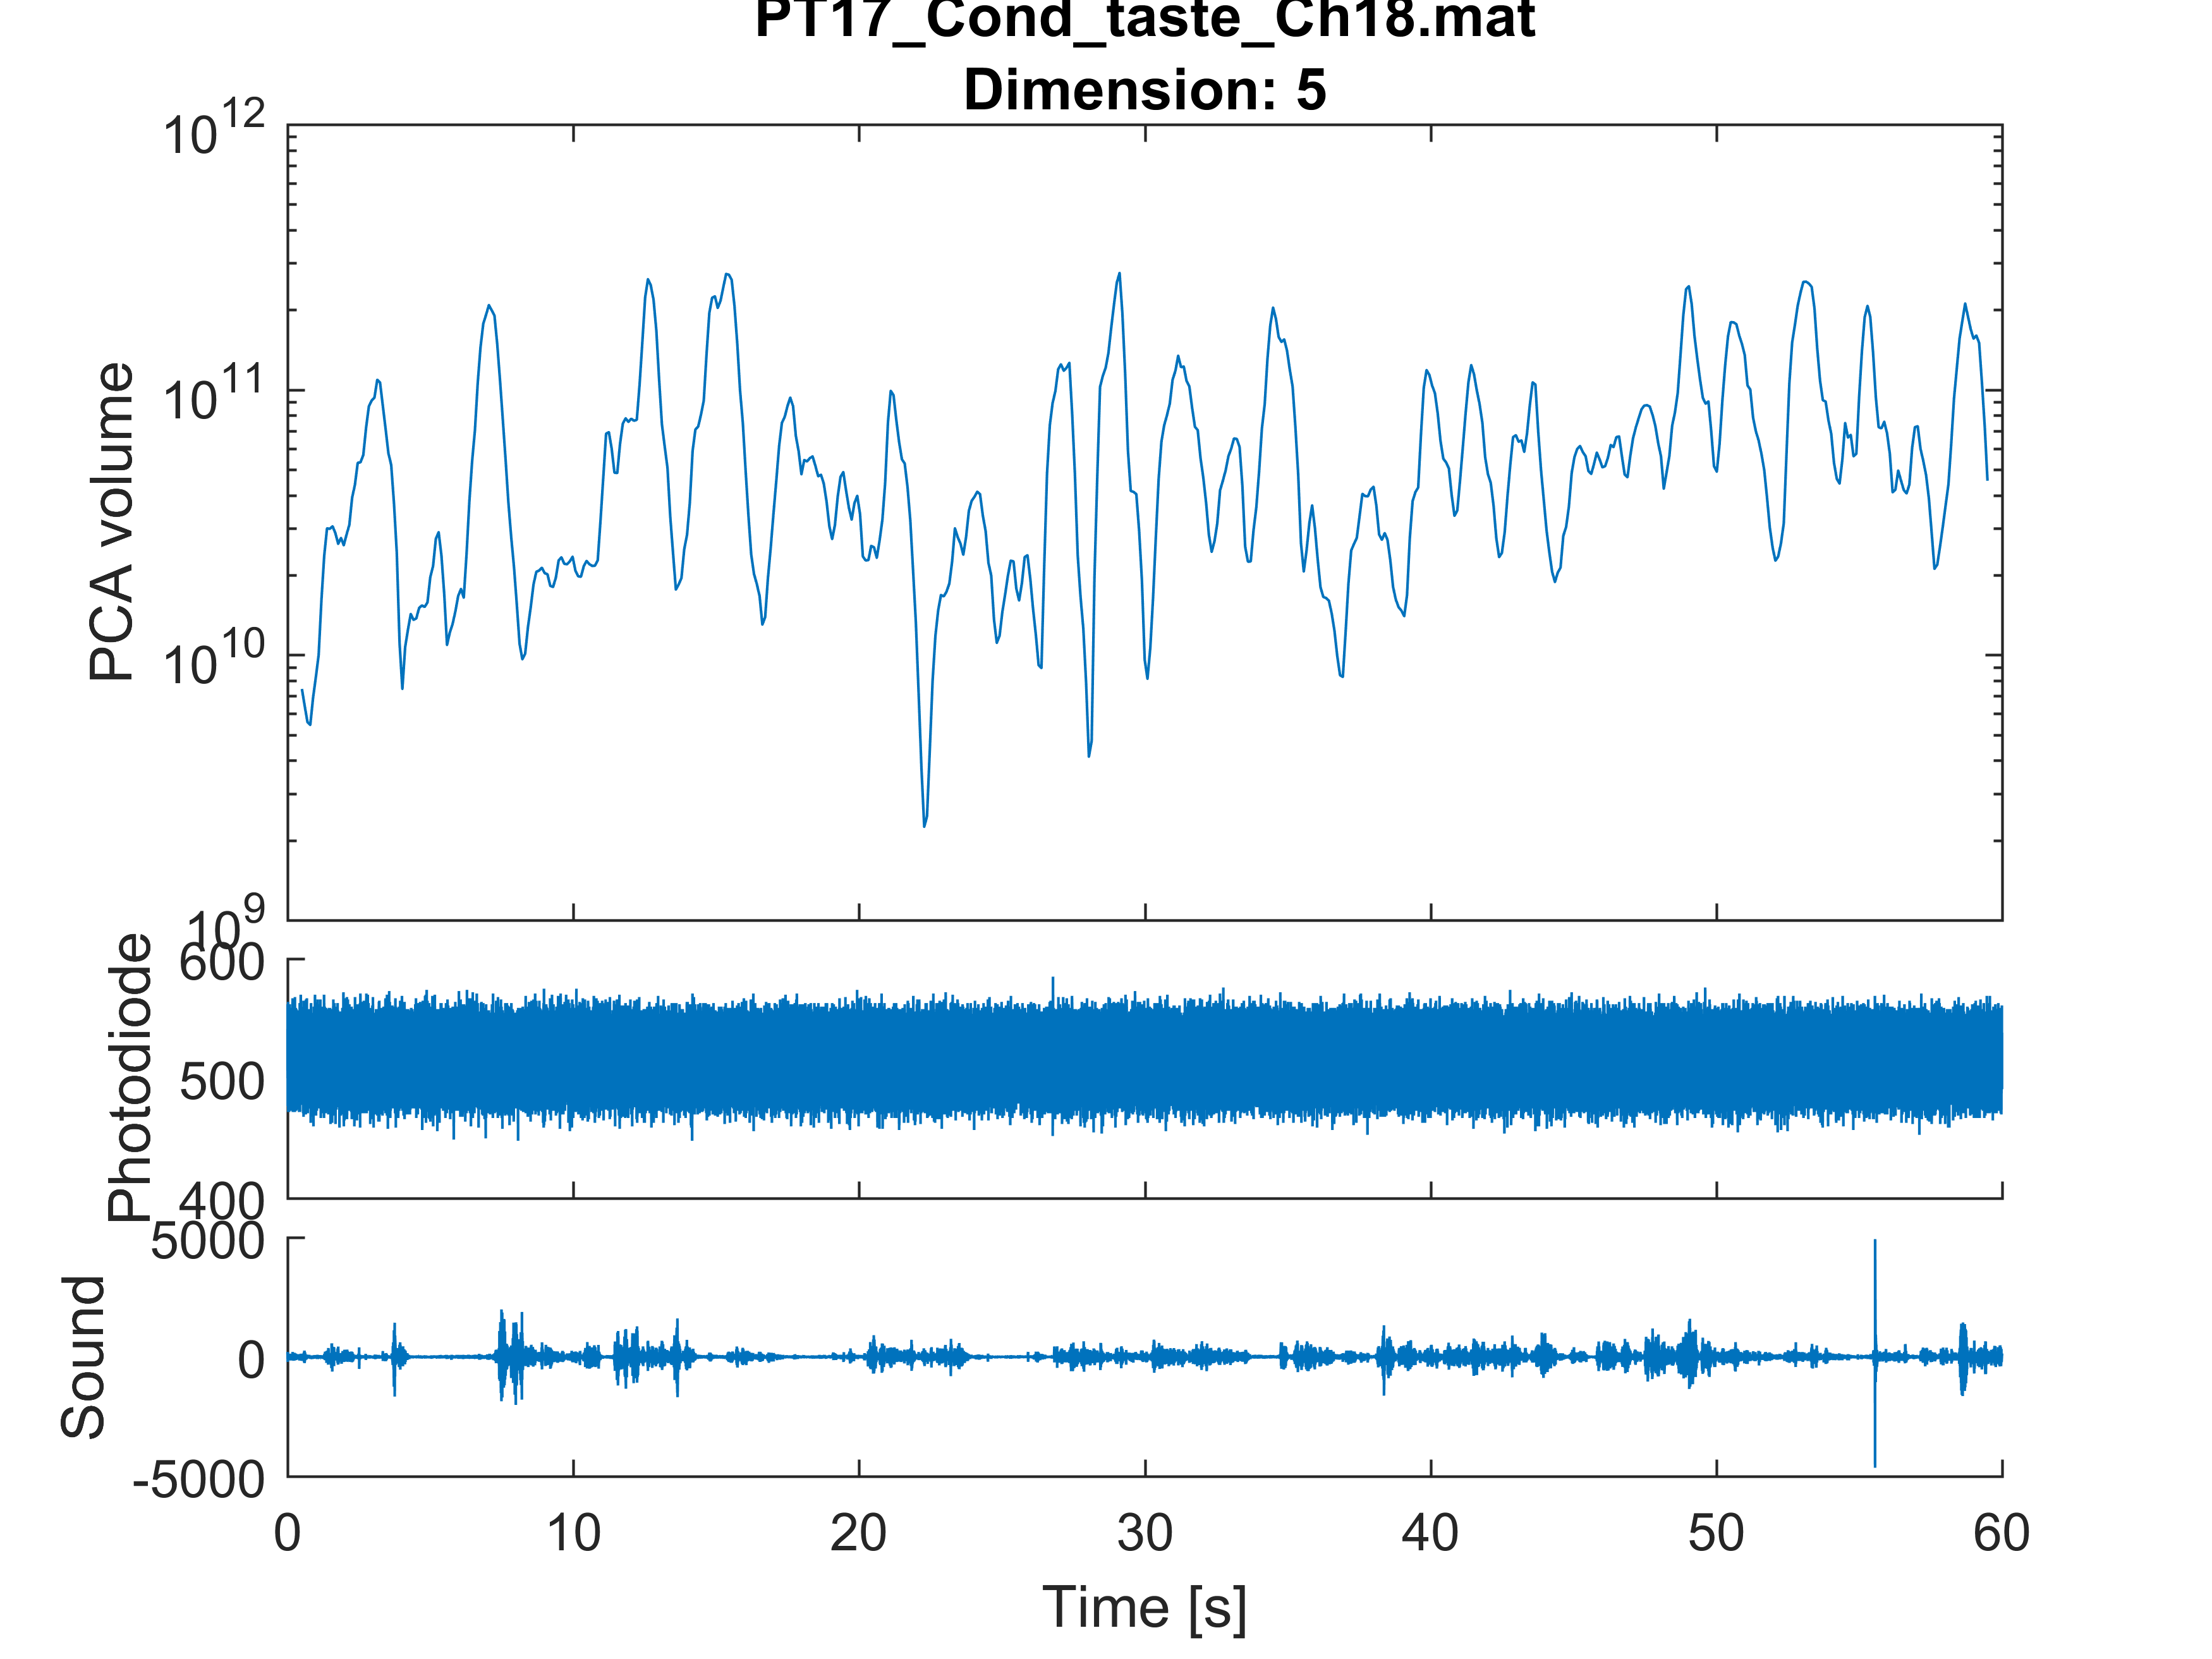 PT17_Cond_taste_Ch18.mat
Dimension: 5
PCA volume
10^12
10^11
10^10
10^9
Photodiode
600
500
400
Sound
5000
0
-5000
0 10 20 30 40 50 60
Time [s]